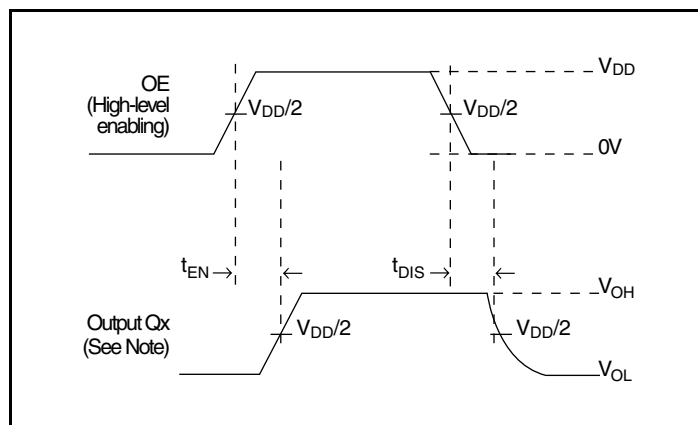 OE
(High-level
enabling)
VDD/2
VDD/2
VDD
0V
tEN
tDIS
Output Qx
(See Note)
VDD/2
VDD/2
VOH
VOL